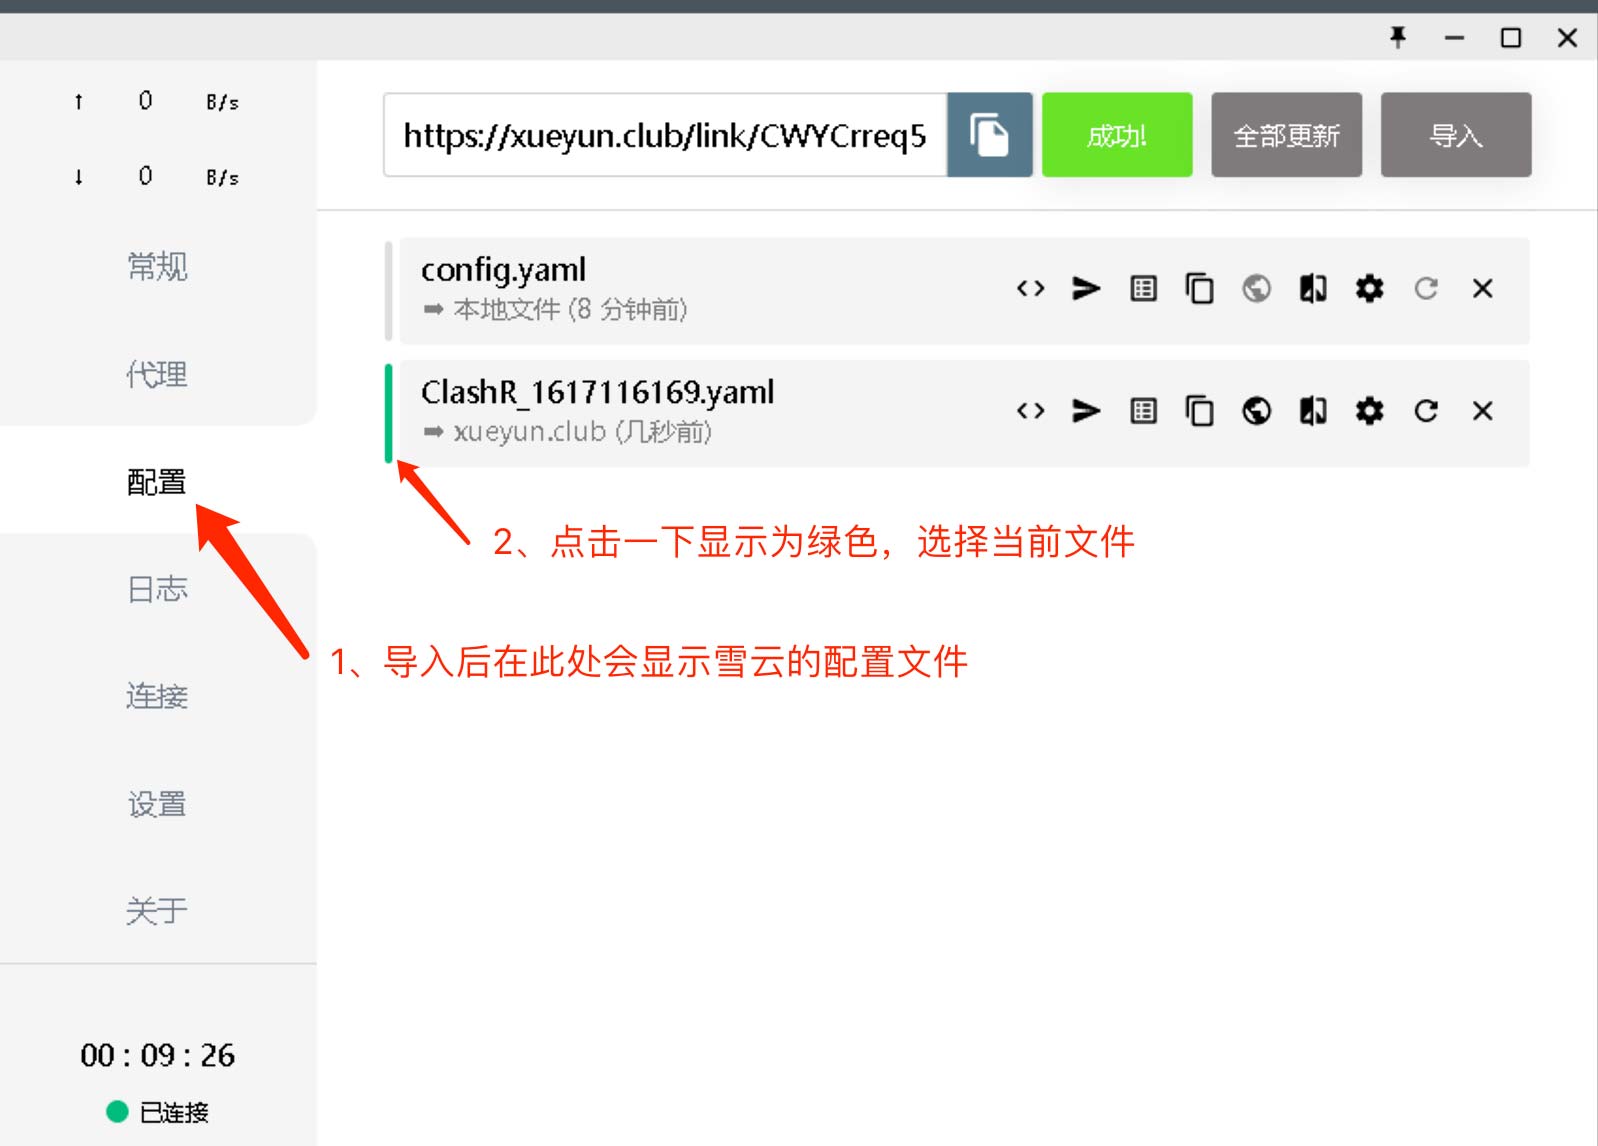 ↑ 0 B/s
↓ 0 B/s
常规
代理
配置
日志
连接
设置
关于
00 : 09 : 26
已连接
https://xueyun.club/link/CWYCrreq5
成功!
全部更新
导入
config.yaml
➡ 本地文件 (8 分钟前)
ClashR_1617116169.yaml
➡ xueyun.club (几秒前)
2、点击一下显示为绿色，选择当前文件
1、导入后在此处会显示雪云的配置文件